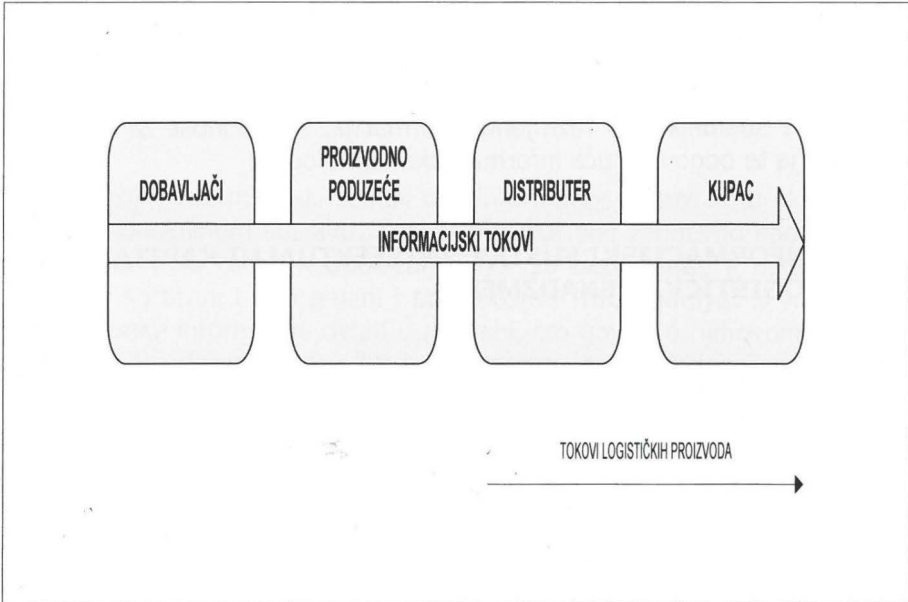 DOBAVLJAČI
PROIZVODNO
PODUZEĆE
DISTRIBUTER
KUPAC
INFORMACIJSKI TOKOVI
TOKOVI LOGISTIČKIH PROIZVODA